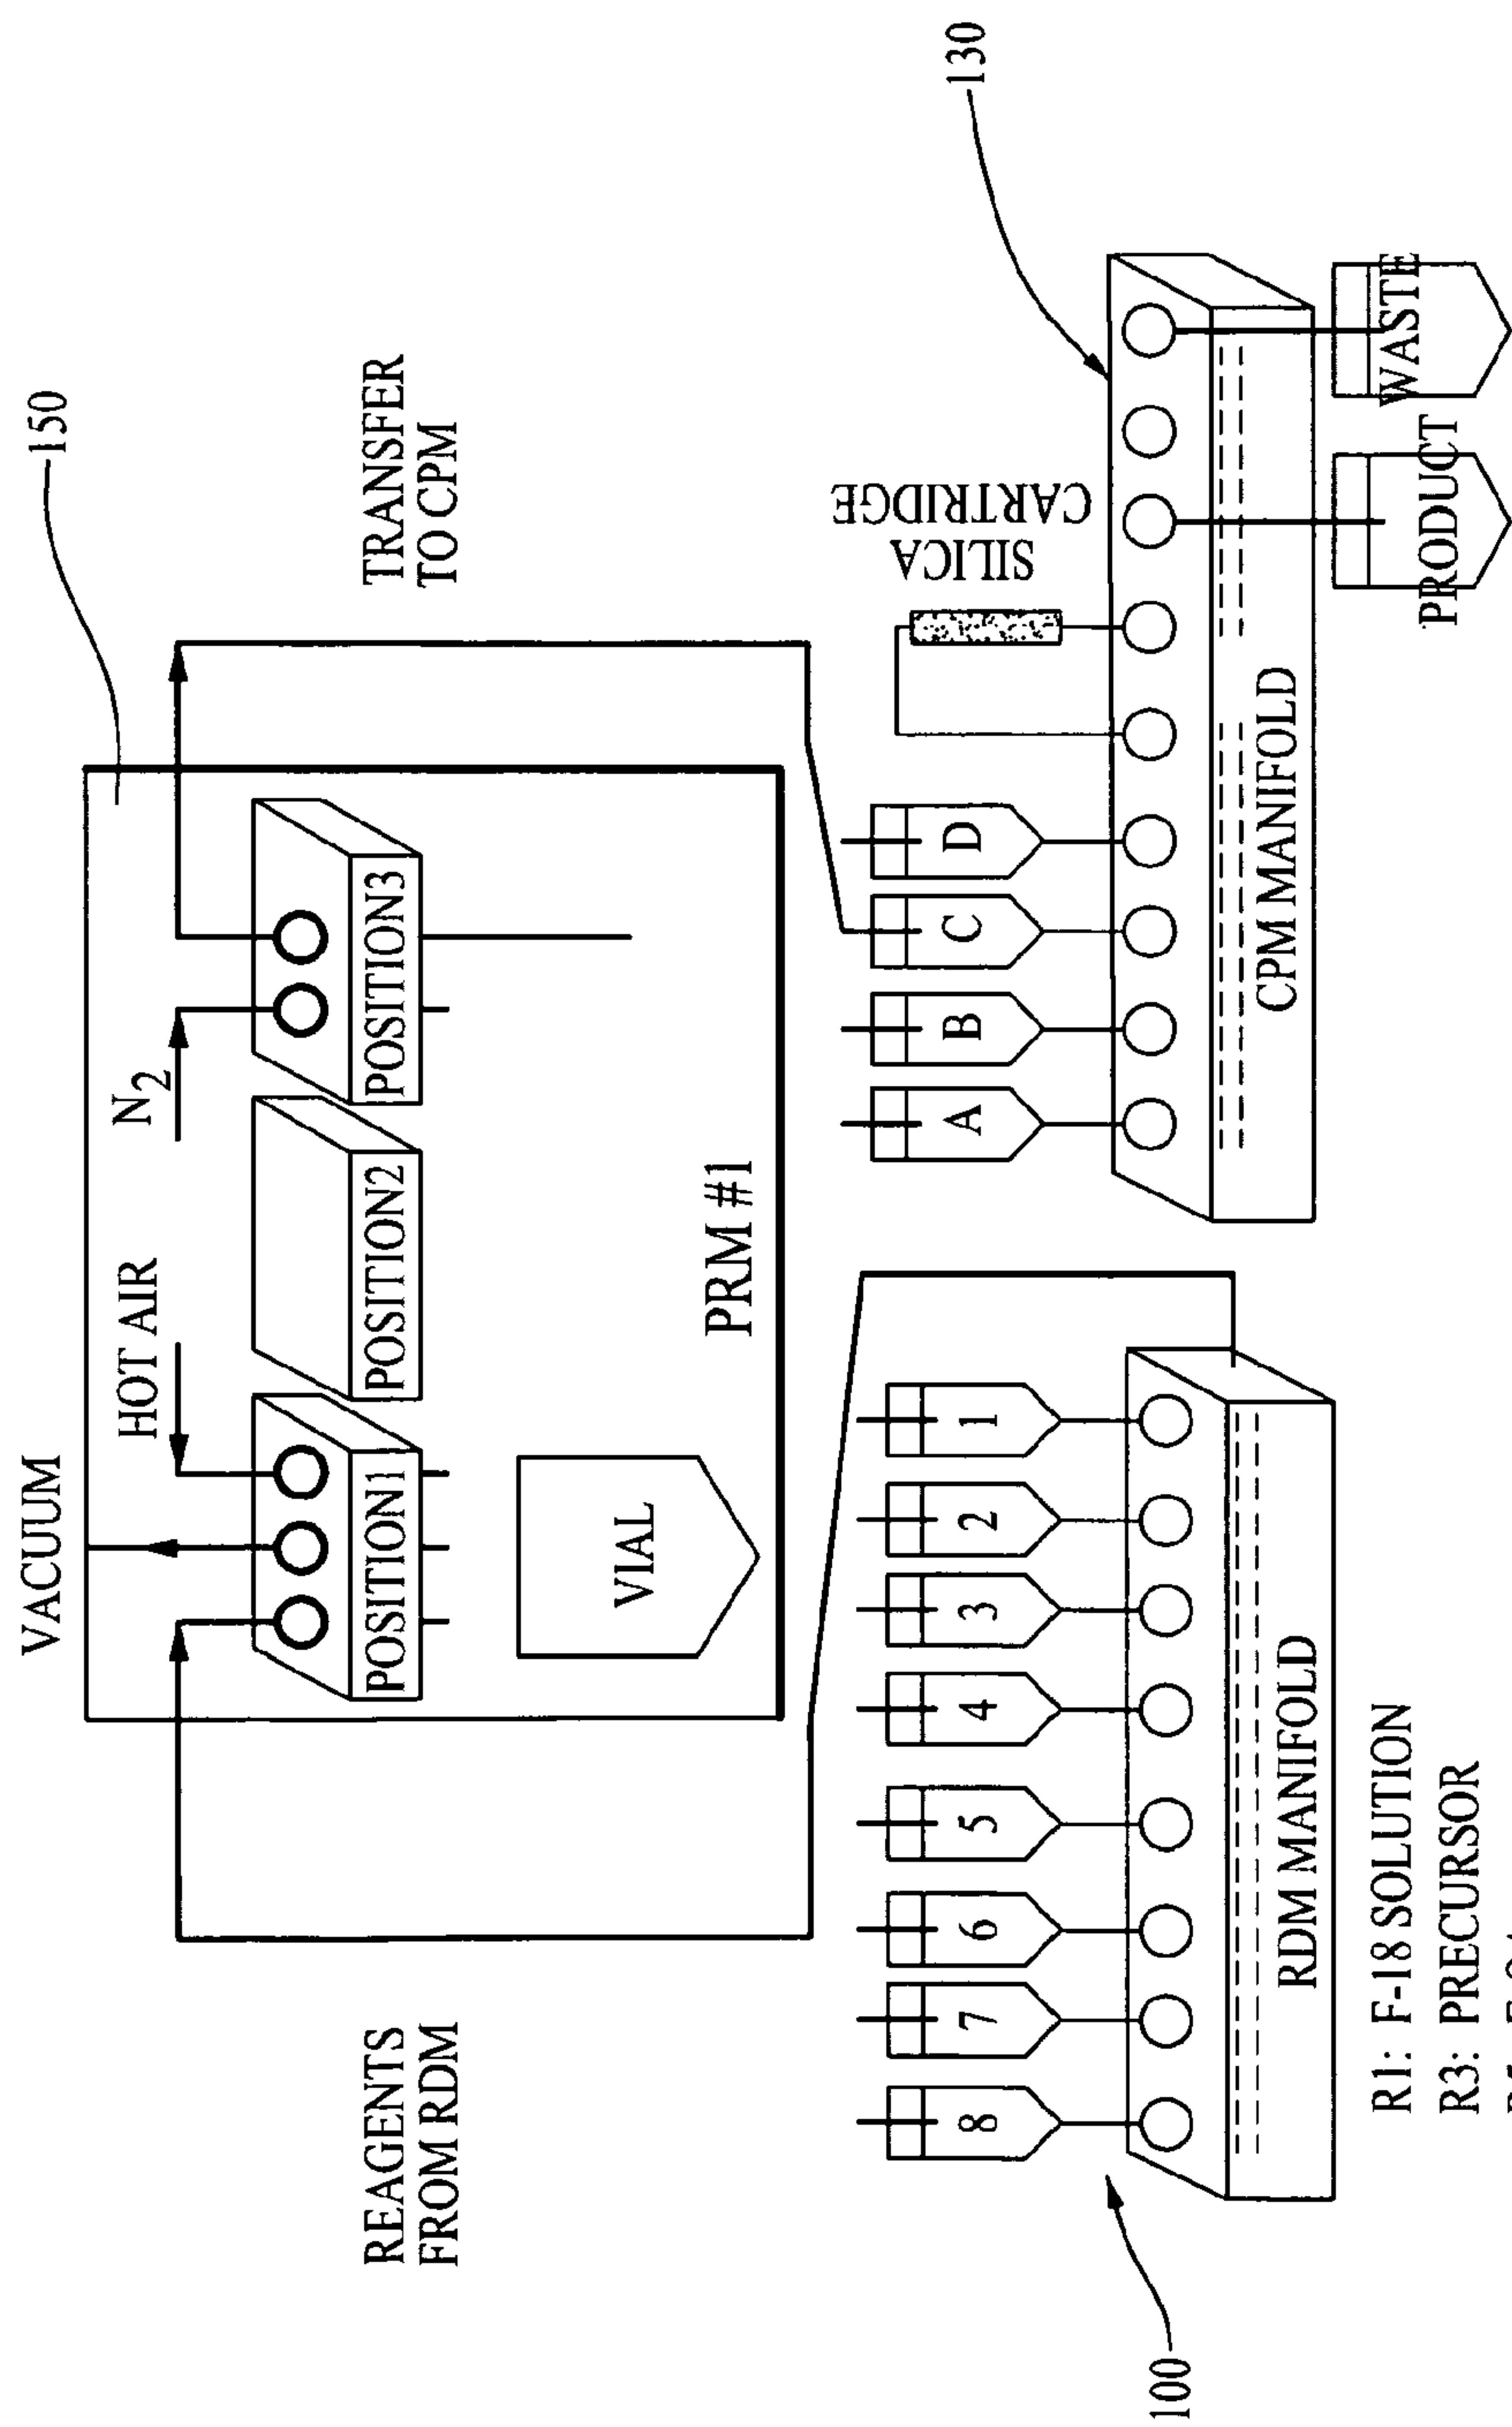 150
VACUUM
HOT AIR
N2
POSITION1
POSITION2
POSITION3
VIAL
PRM #1
REAGENTS
FROM RDM
TRANSFER
TO CPM
130
SILICA
CARTRIDGE
8
7
6
5
4
3
2
1
A
B
C
D
RDM MANIFOLD
CPM MANIFOLD
100
PRODUCT
WASTE
R1: F-18 SOLUTION
R3: PRECURSOR